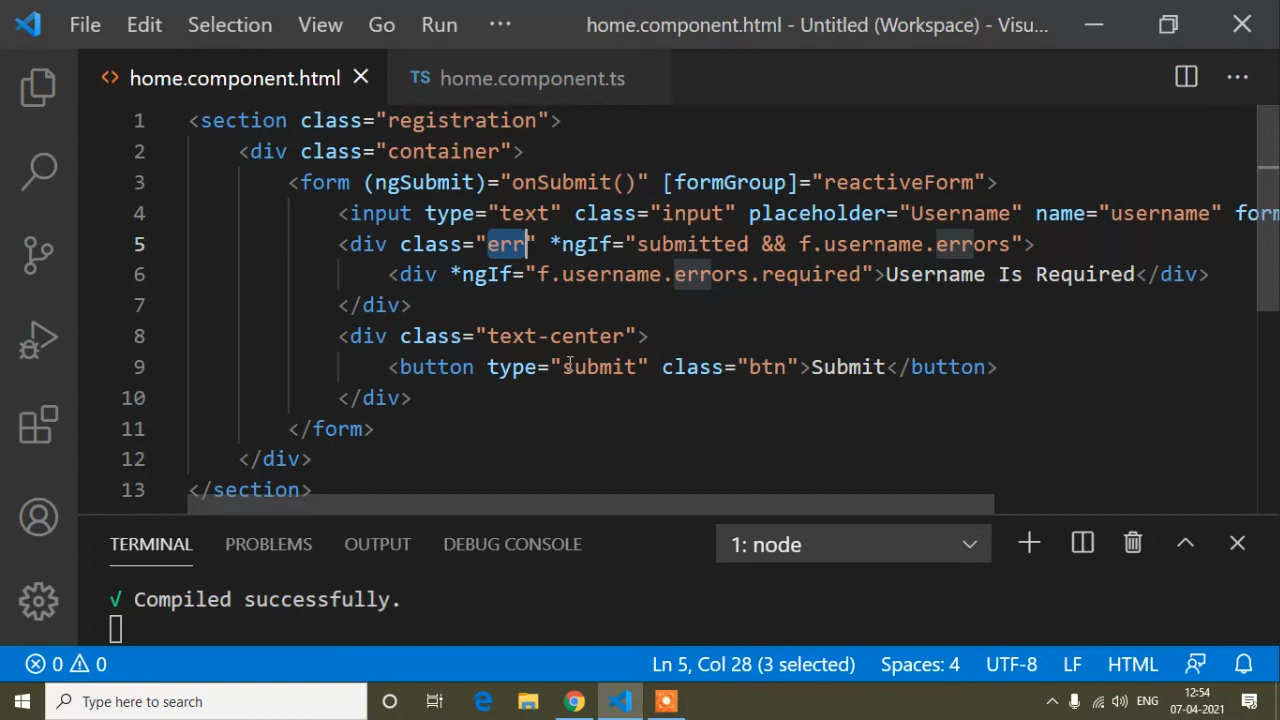 File Edit Selection View Go Run ··· home.component.html - Untitled (Workspace) - Visu...
home.component.html TS home.component.ts
1 <section class="registration">
2 <div class="container">
3 <form (ngSubmit)="onSubmit()" [formGroup]="reactiveForm">
4 <input type="text" class="input" placeholder="Username" name="username" form
5 <div class="err" *ngIf="submitted && f.username.errors">
6 <div *ngIf="f.username.errors.required">Username Is Required</div>
7 </div>
8 <div class="text-center">
9 <button type="submit" class="btn">Submit</button>
10 </div>
11 </form>
12 </div>
13 </section>
TERMINAL PROBLEMS OUTPUT DEBUG CONSOLE 1: node
√ Compiled successfully.
0 0 Ln 5, Col 28 (3 selected) Spaces: 4 UTF-8 LF HTML
Type here to search ENG 12:54
07-04-2021